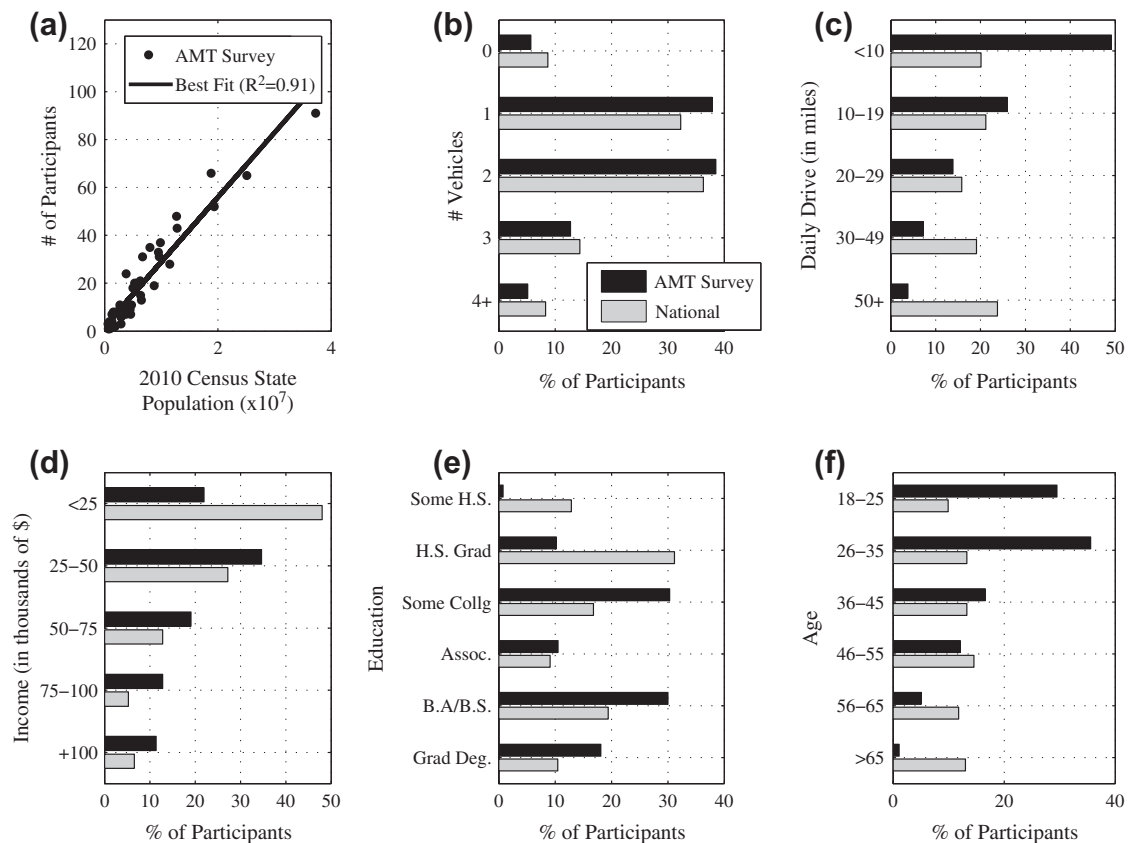 (a)
120
100
80
60
40
20
0
# of Participants
AMT Survey
Best Fit (R²=0.91)
0 2 4
2010 Census State
Population (x10⁷)
(b)
0
1
2
3
4+
# Vehicles
AMT Survey
National
0 10 20 30 40
% of Participants
(c)
<10
10−19
20−29
30−49
50+
Daily Drive (in miles)
0 10 20 30 40 50
% of Participants
(d)
<25
25−50
50−75
75−100
+100
Income (in thousands of $)
0 10 20 30 40 50
% of Participants
(e)
Some H.S.
H.S. Grad
Some Collg
Assoc.
B.A/B.S.
Grad Deg.
Education
0 10 20 30 40
% of Participants
(f)
18−25
26−35
36−45
46−55
56−65
>65
Age
0 20 40
% of Participants